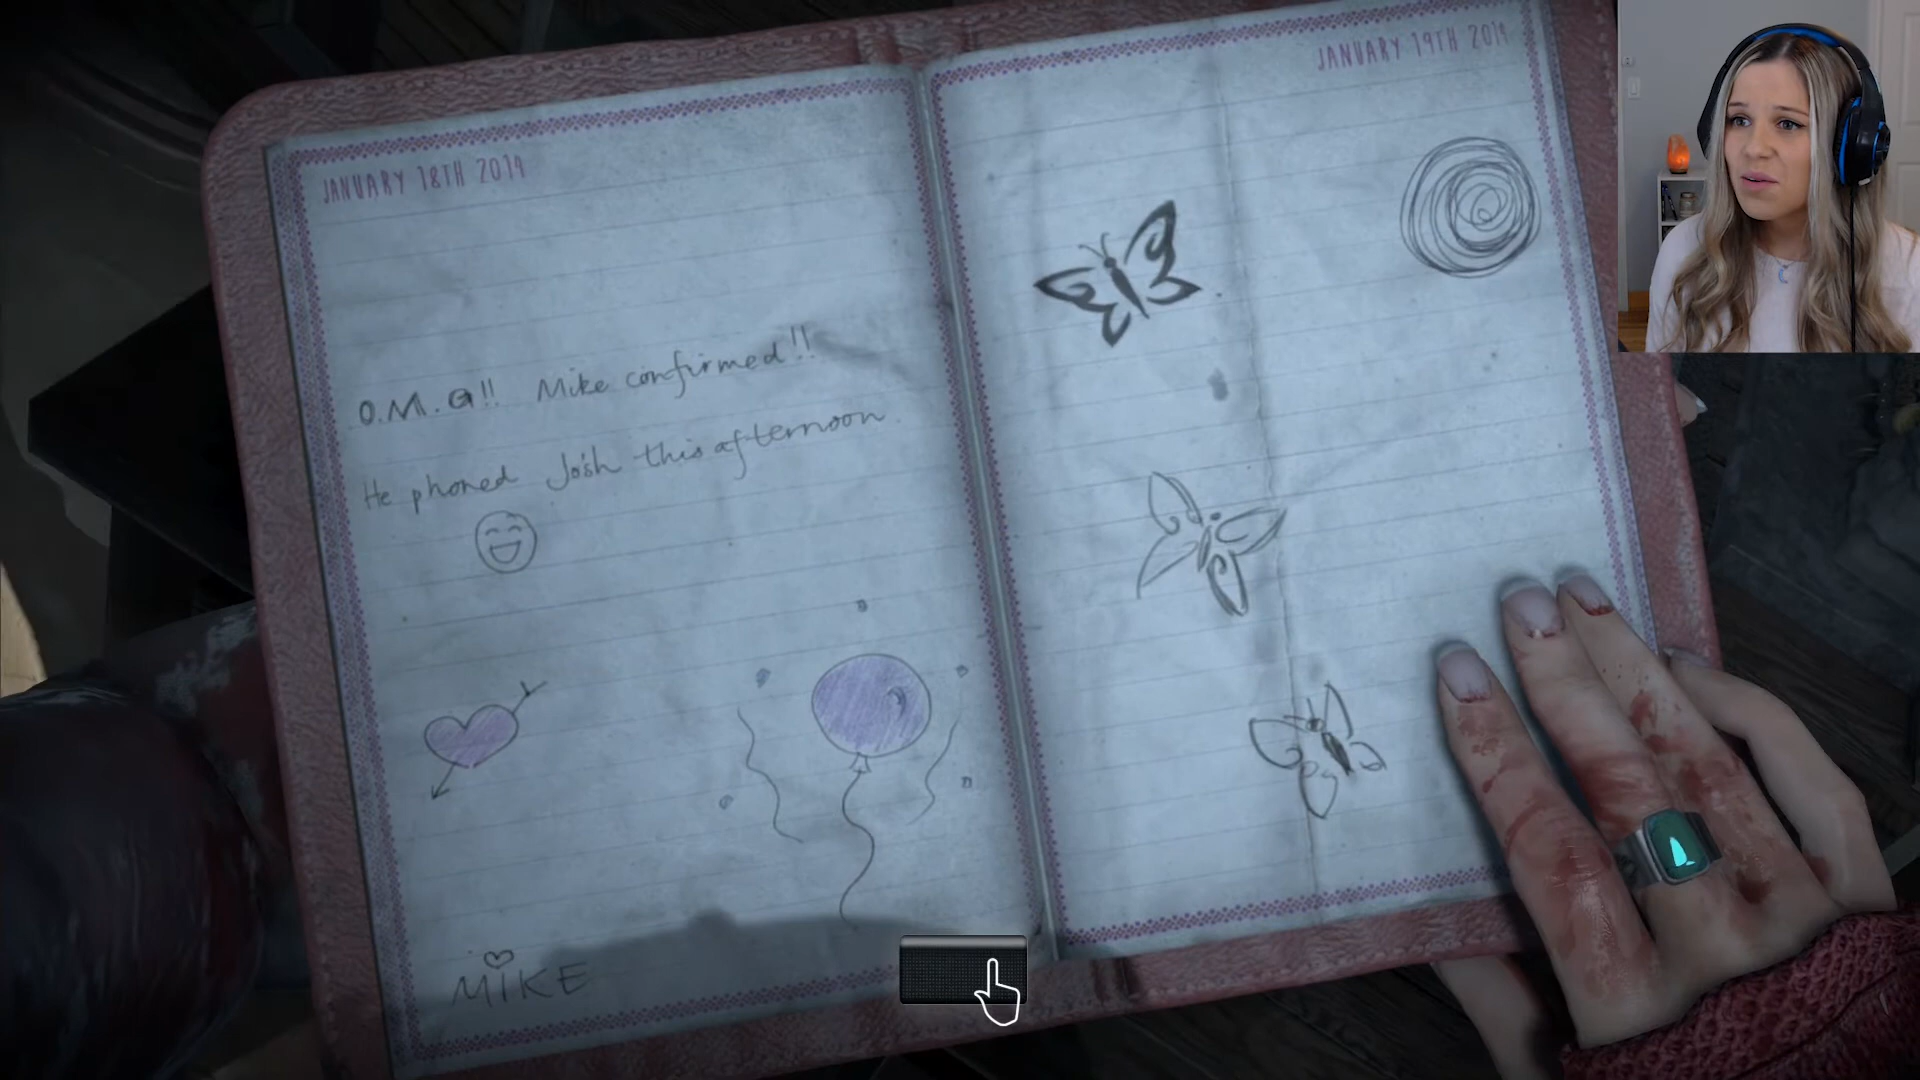 JANUARY 18TH 2014
O.M.G!! Mike confirmed!!
He phoned Josh this afternoon.
MIKE
JANUARY 19TH 2014